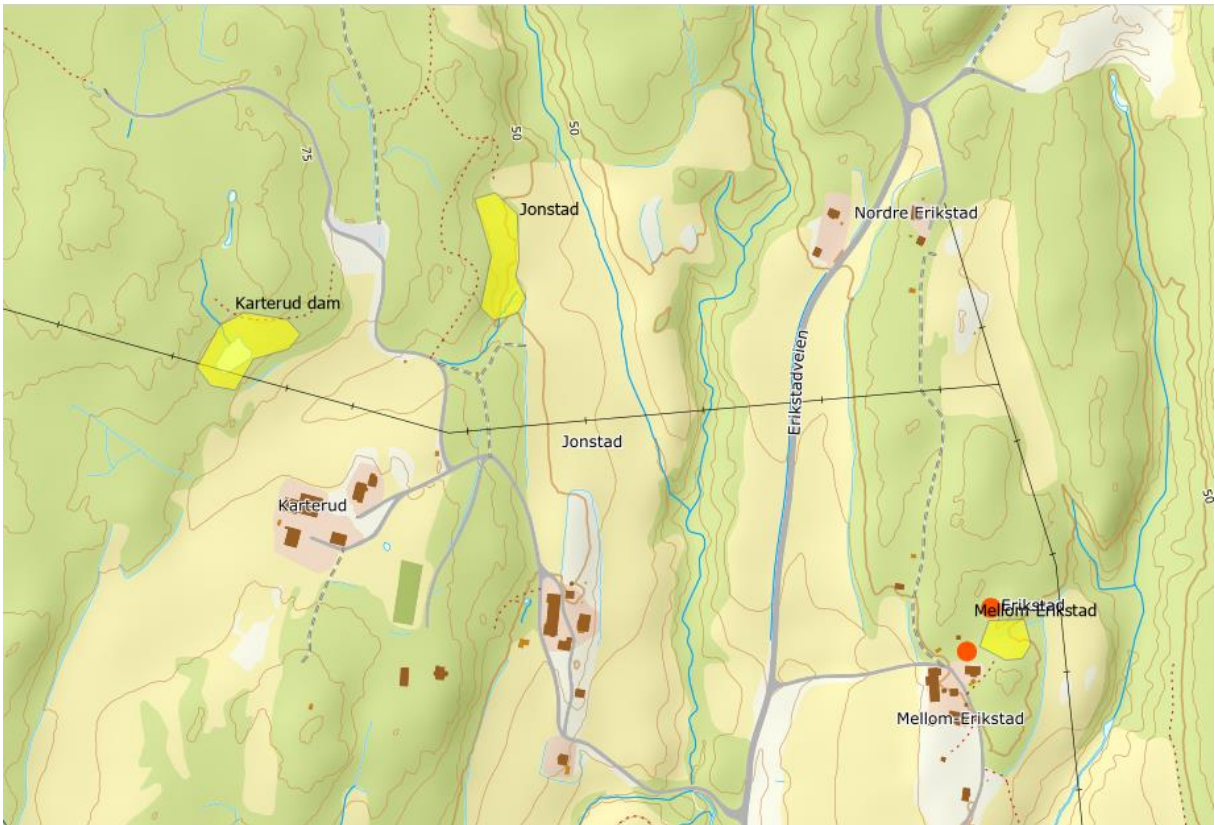 50
50
75
Jonstad
Nordre Erikstad
Karterud dam
Erikstadveien
Jonstad
Karterud
50
Erikstad
Mellom-Erikstad
Mellom-Erikstad